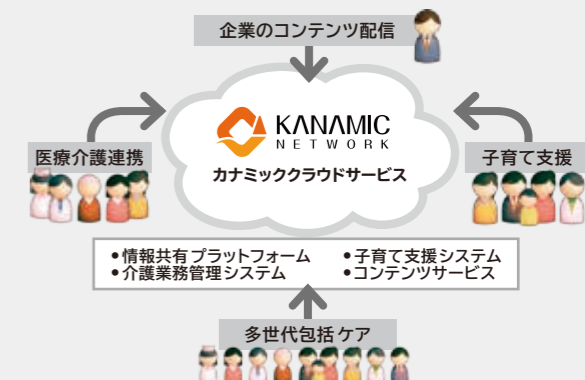 企業のコンテンツ配信
KANAMIC
NETWORK
カナミッククラウドサービス
医療介護連携
子育て支援
•情報共有プラットフォーム •子育て支援システム
•介護業務管理システム •コンテンツサービス
多世代包括ケア